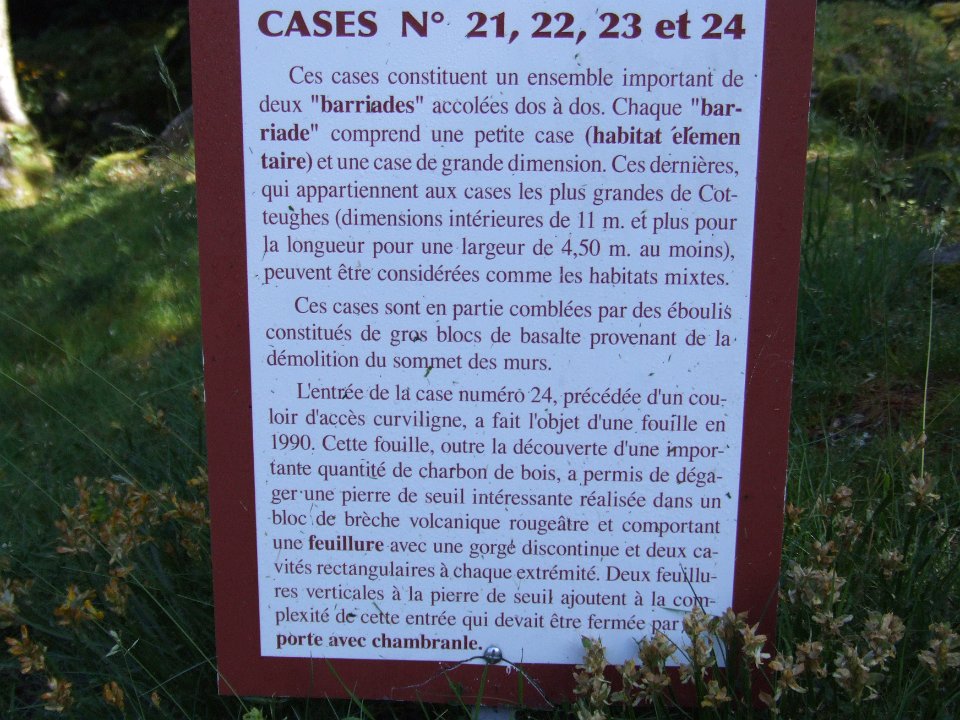 CASES N° 21, 22, 23 et 24
Ces cases constituent un ensemble important de
deux "barriades" accolées dos à dos. Chaque "bar-
riade" comprend une petite case (habitat élemen
taire) et une case de grande dimension. Ces dernières,
qui appartiennent aux cases les plus grandes de Cot-
teughes (dimensions intérieures de 11 m. et plus pour
la longueur pour une largeur de 4,50 m. au moins),
peuvent être considérées comme les habitats mixtes.
Ces cases sont en partie comblées par des éboulis
constitués de gros blocs de basalte provenant de la
démolition du sommet des murs.
L'entrée de la case numéro 24, précédée d'un cou-
loir d'accès curviligne, a fait l'objet d'une fouille en
1990. Cette fouille, outre la découverte d'une impor-
tante quantité de charbon de bois, a permis de déga-
ger une pierre de seuil intéressante réalisée dans un
bloc de brèche volcanique rougeâtre et comportant
une feuillure avec une gorge discontinue et deux ca-
vités rectangulaires à chaque extrémité. Deux feuillu-
res verticales à la pierre de seuil ajoutent à la com-
plexité de cette entrée qui devait être fermée par
porte avec chambranle.